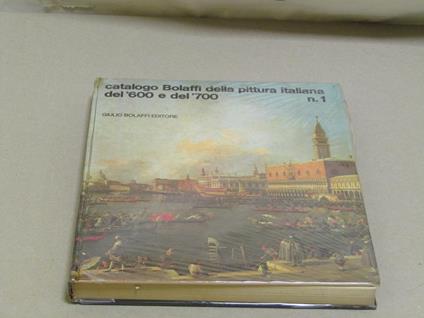 catalogo Bolaffi della pittura italiana
del '600 e del '700 n.1
GIULIO BOLAFFI EDITORE